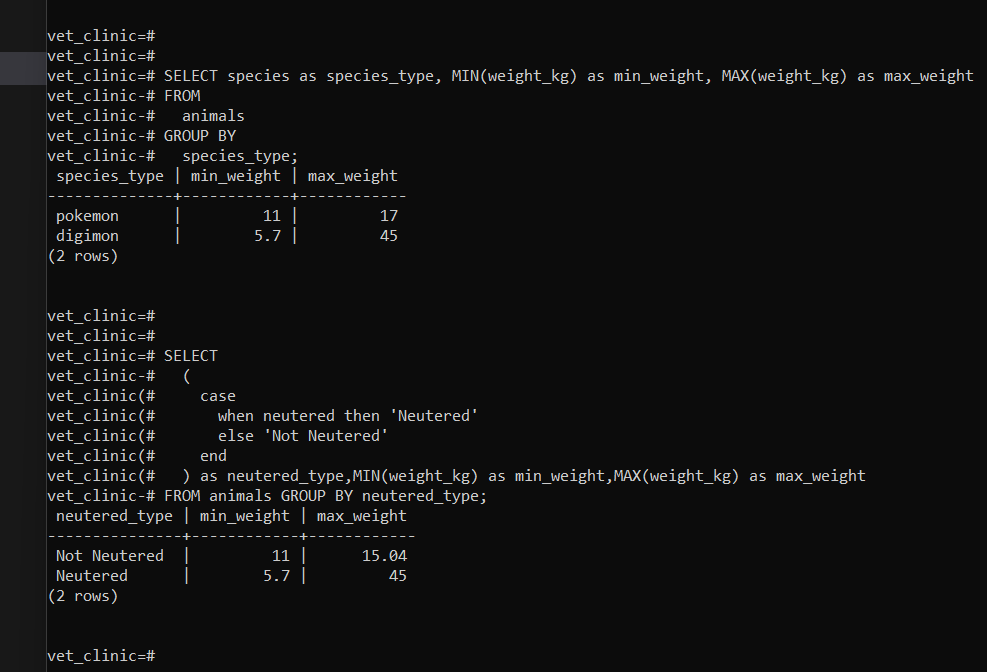 vet_clinic=#
vet_clinic=#
vet_clinic=# SELECT species as species_type, MIN(weight_kg) as min_weight, MAX(weight_kg) as max_weight
vet_clinic-# FROM
vet_clinic-#   animals
vet_clinic-# GROUP BY
vet_clinic-#   species_type;
 species_type | min_weight | max_weight
--------------+------------+------------
 pokemon      |         11 |         17
 digimon      |        5.7 |         45
(2 rows)
vet_clinic=#
vet_clinic=#
vet_clinic=# SELECT
vet_clinic-#   (
vet_clinic(#     case
vet_clinic(#       when neutered then 'Neutered'
vet_clinic(#       else 'Not Neutered'
vet_clinic(#     end
vet_clinic(#   ) as neutered_type,MIN(weight_kg) as min_weight,MAX(weight_kg) as max_weight
vet_clinic-# FROM animals GROUP BY neutered_type;
 neutered_type | min_weight | max_weight
---------------+------------+------------
 Not Neutered  |         11 |      15.04
 Neutered      |        5.7 |         45
(2 rows)
vet_clinic=#